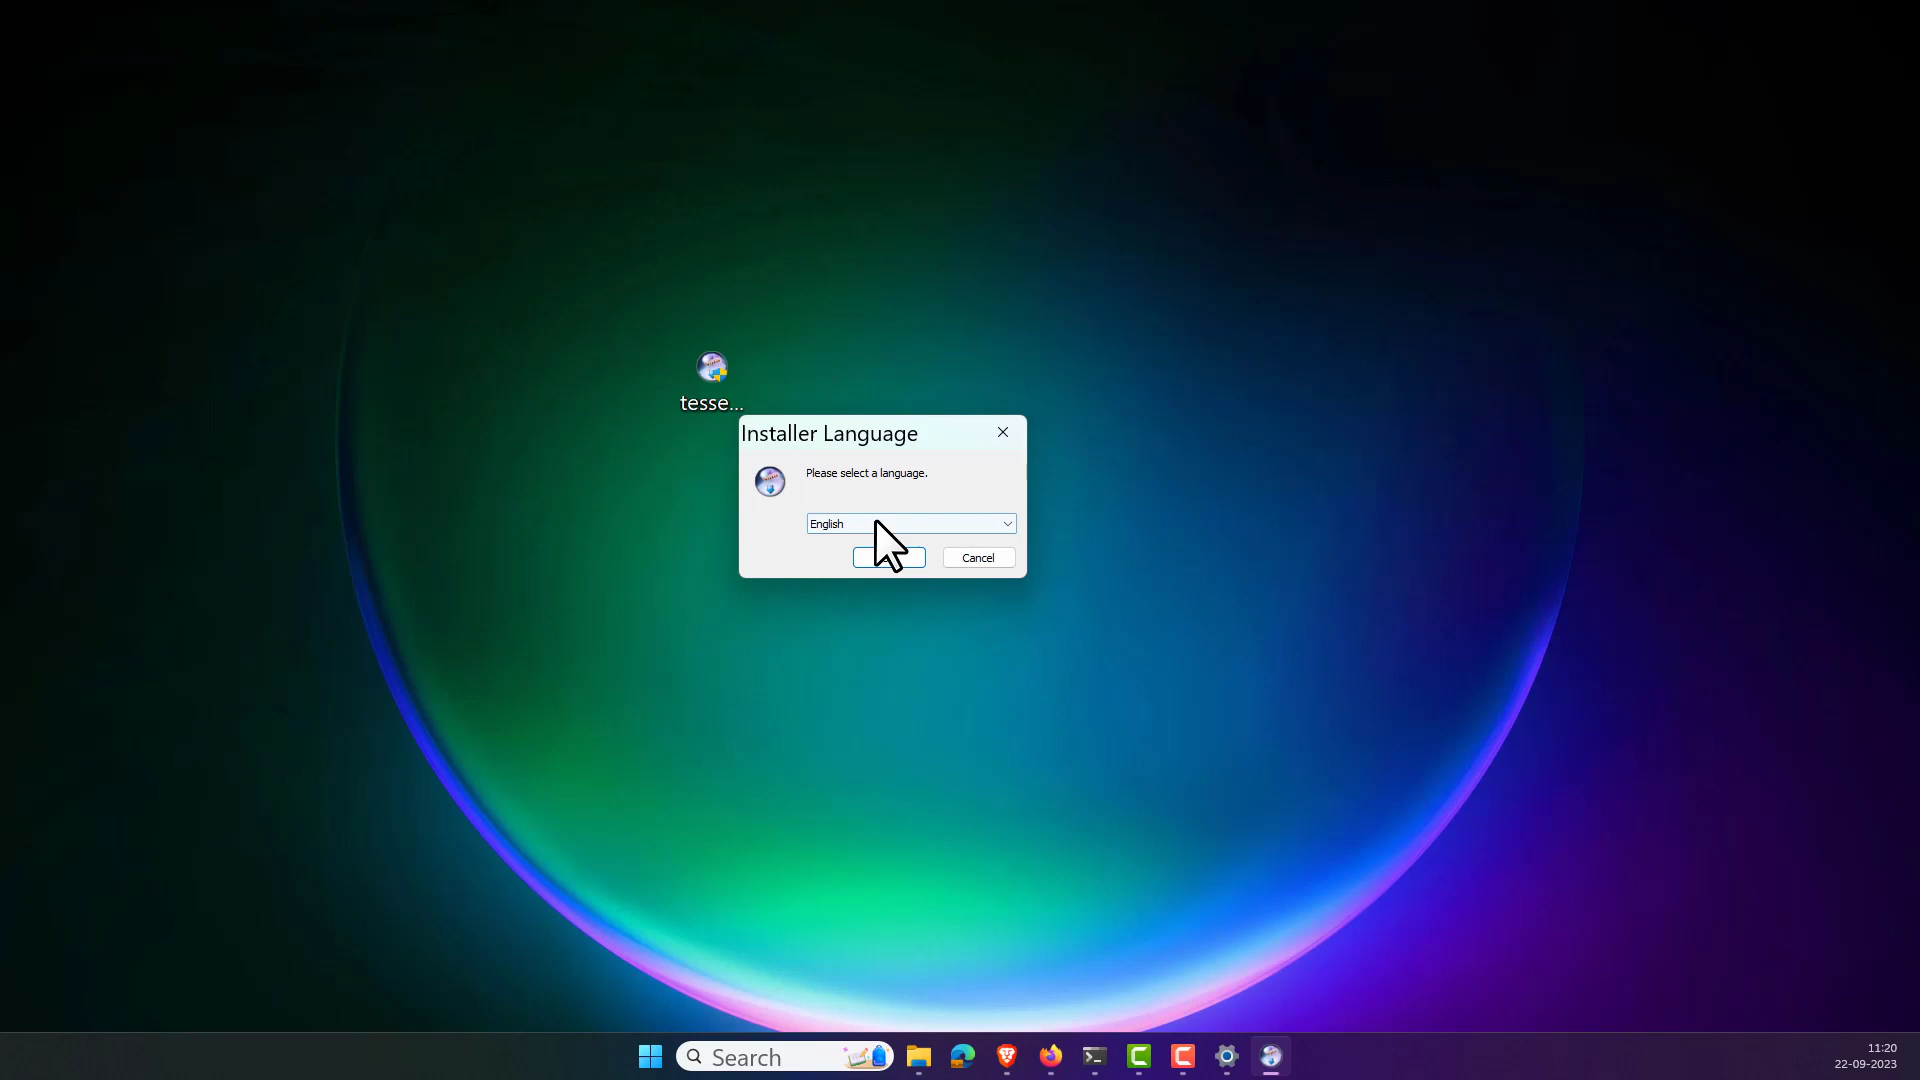 tesse...
Installer Language
Please select a language.
English
Cancel
Search
11:20
22-09-2023